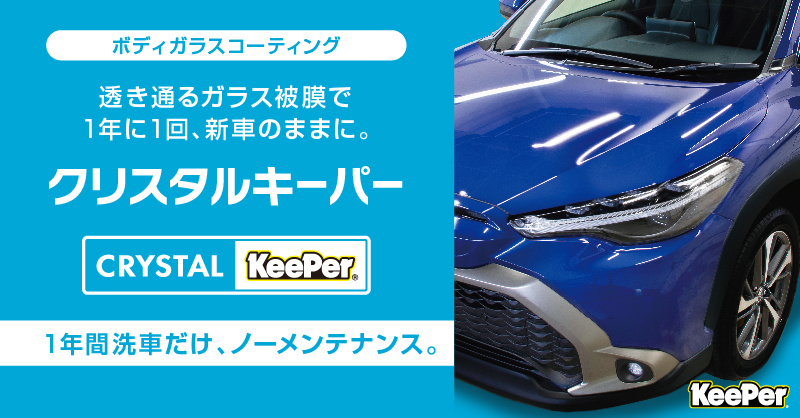 ボディガラスコーティング
透き通るガラス被膜で
1年に1回、新車のままに。
クリスタルキーパー
CRYSTAL KeePer®
1年間洗車だけ、ノーメンテナンス。
KeePer®